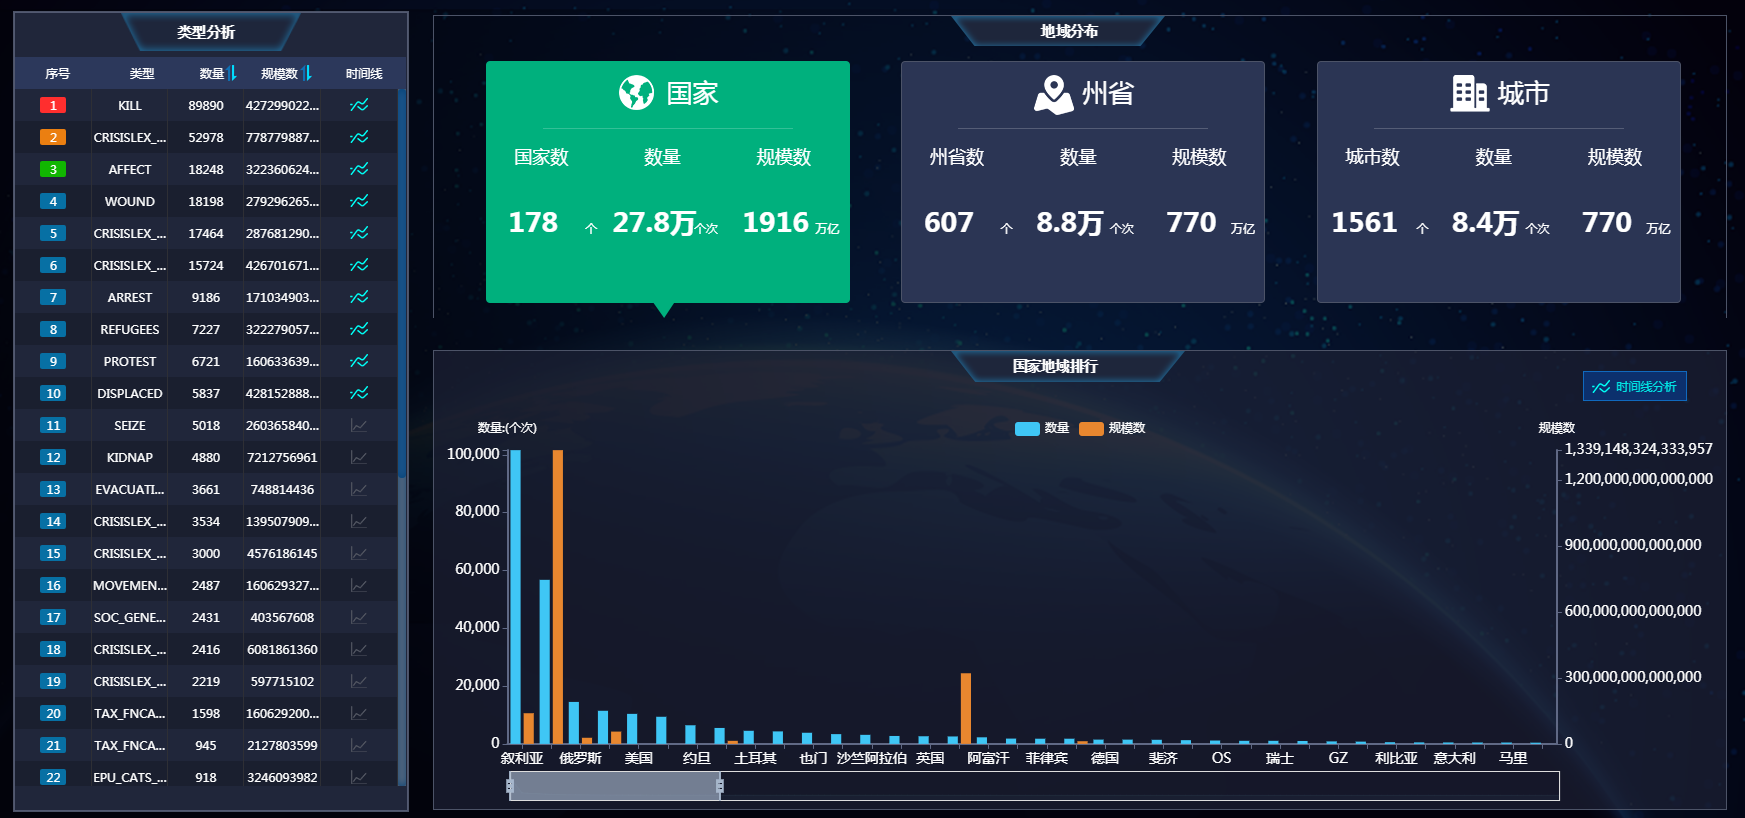 类型分析
序号 类型 数量 规模数 时间线
1 KILL 89890 427299022...
2 CRISISLEX_... 52978 778779887...
3 AFFECT 18248 322360624...
4 WOUND 18198 279296265...
5 CRISISLEX_... 17464 287681290...
6 CRISISLEX_... 15724 426701671...
7 ARREST 9186 171034903...
8 REFUGEES 7227 322279057...
9 PROTEST 6721 160633639...
10 DISPLACED 5837 428152888...
11 SEIZE 5018 260365840...
12 KIDNAP 4880 7212756961
13 EVACUATI... 3661 748814436
14 CRISISLEX_... 3534 139507909...
15 CRISISLEX_... 3000 4576186145
16 MOVEMEN... 2487 160629327...
17 SOC_GENE... 2431 403567608
18 CRISISLEX_... 2416 6081861360
19 CRISISLEX_... 2219 597715102
20 TAX_FNCA... 1598 160629200...
21 TAX_FNCA... 945 2127803599
22 EPU_CATS_... 918 3246093982
地域分布
国家
国家数 数量 规模数
178 个 27.8万个次 1916 万亿
州省
州省数 数量 规模数
607 个 8.8万 个次 770 万亿
城市
城市数 数量 规模数
1561 个 8.4万 个次 770 万亿
国家地域排行
时间线分析
数量:(个次)
数量 规模数
规模数
100,000
80,000
60,000
40,000
20,000
0
1,339,148,324,333,957
1,200,000,000,000,000
900,000,000,000,000
600,000,000,000,000
300,000,000,000,000
0
叙利亚 俄罗斯 美国 约旦 土耳其 也门 沙竺阿拉伯 英国 阿富汗 菲律宾 德国 斐济 OS 瑞士 GZ 利比亚 意大利 马里